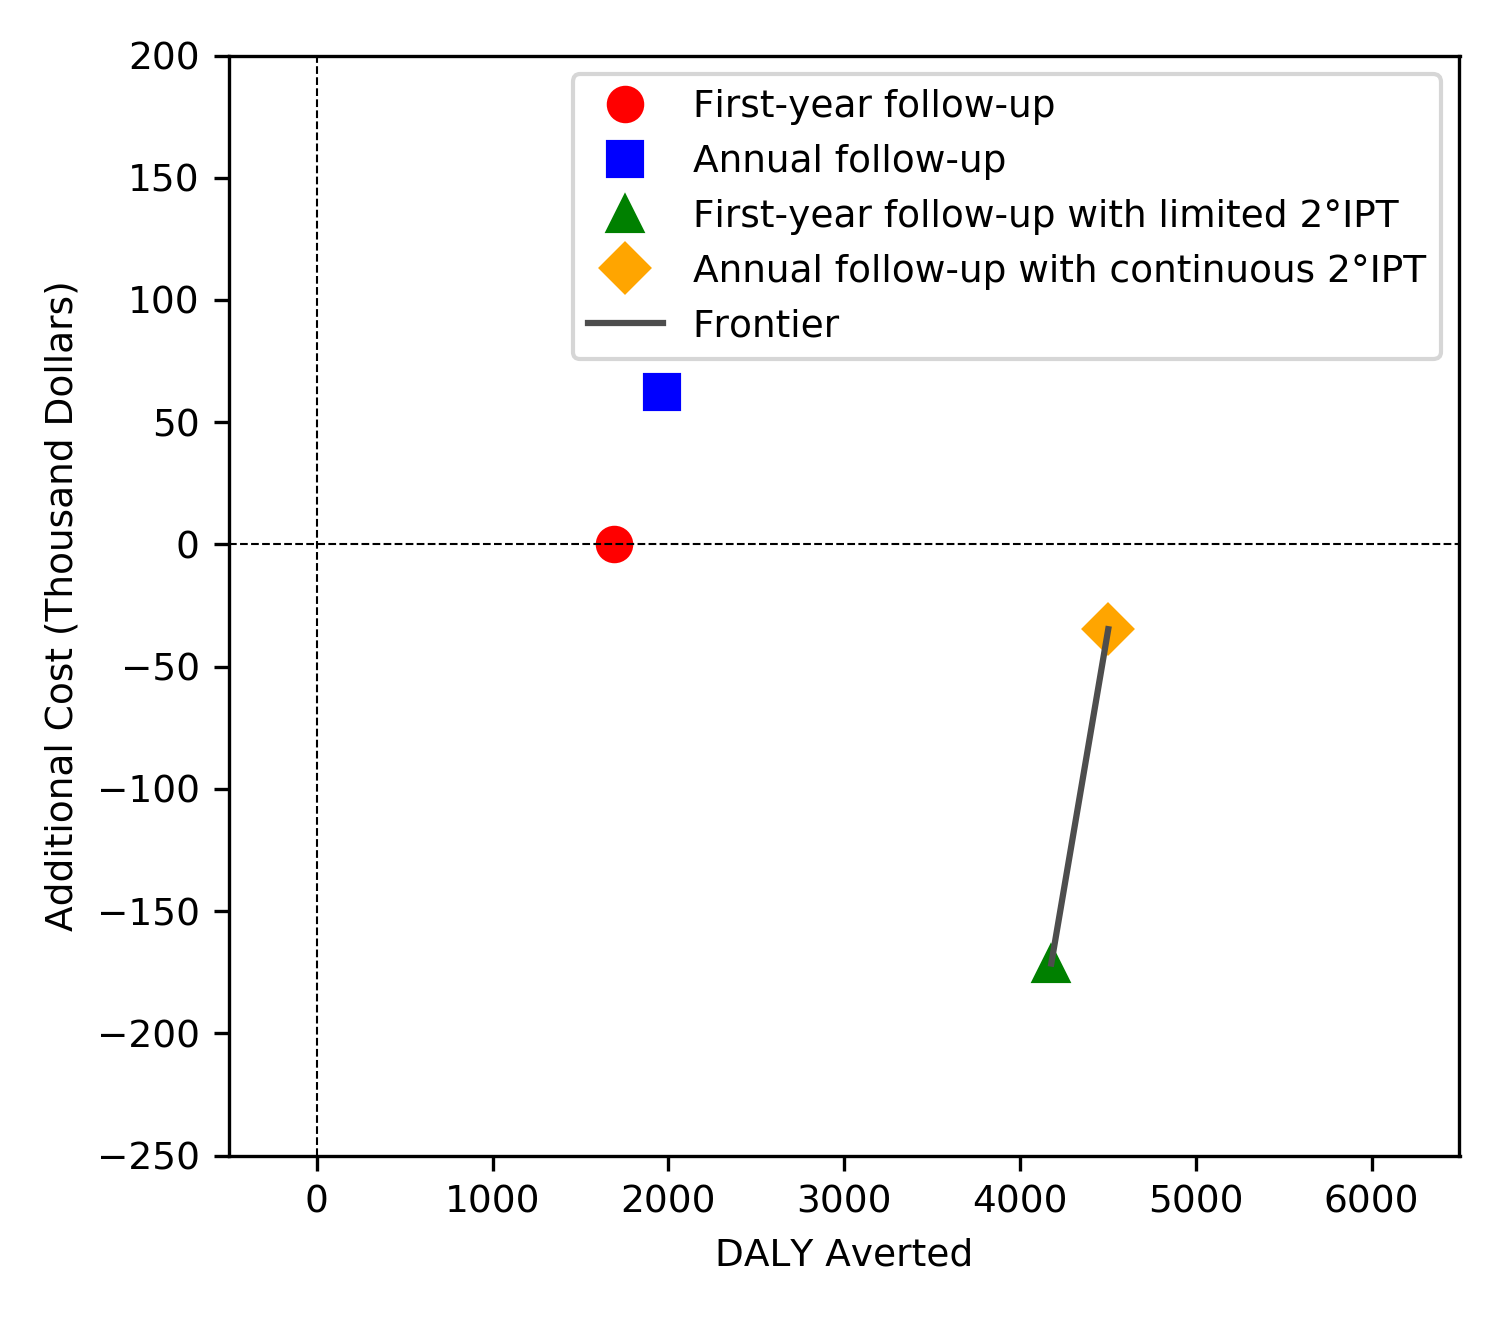 200
150
100
50
0
−50
−100
−150
−200
−250
Additional Cost (Thousand Dollars)
First-year follow-up
Annual follow-up
First-year follow-up with limited 2°IPT
Annual follow-up with continuous 2°IPT
Frontier
0 1000 2000 3000 4000 5000 6000
DALY Averted